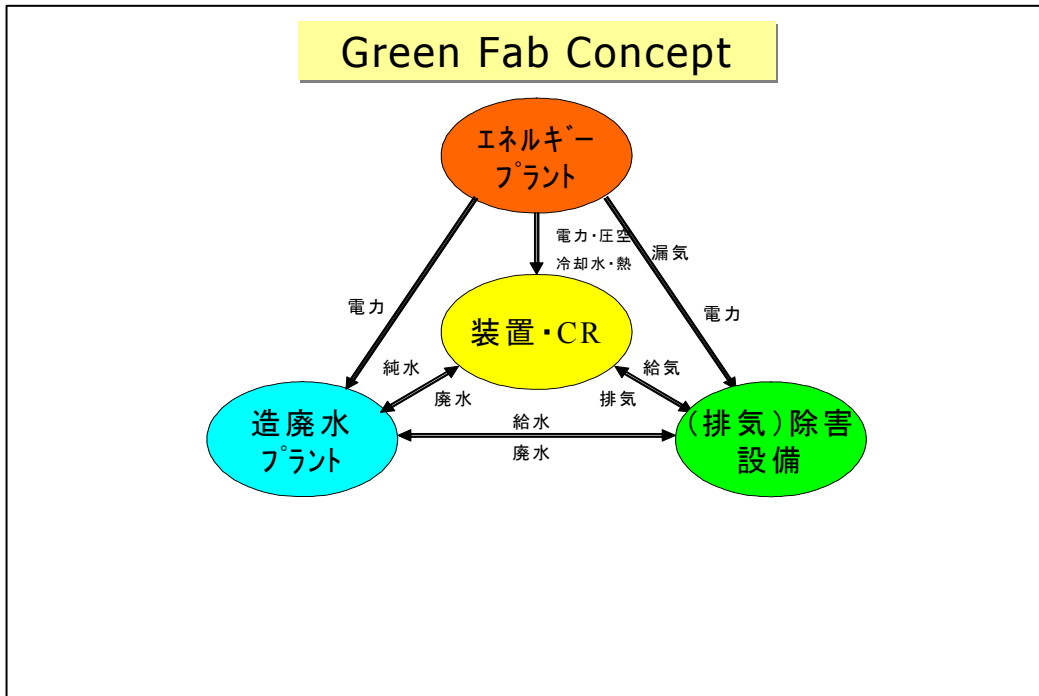 Green Fab Concept
エネルギー
プラント
電力・圧空
冷却水・熱
漏気
電力
電力
装置・CR
純水
廃水
給気
排気
造廃水
プラント
給水
廃水
(排気)除害
設備